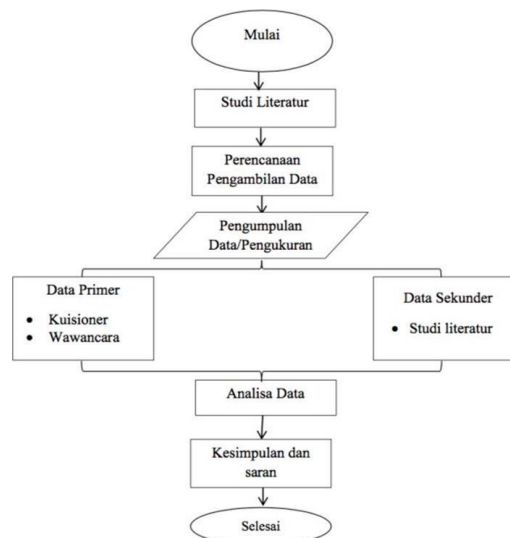 Mulai
Studi Literatur
Perencanaan
Pengambilan Data
Pengumpulan
Data/Pengukuran
Data Primer
• Kuisioner
• Wawancara
Data Sekunder
• Studi literatur
Analisa Data
Kesimpulan dan
saran
Selesai